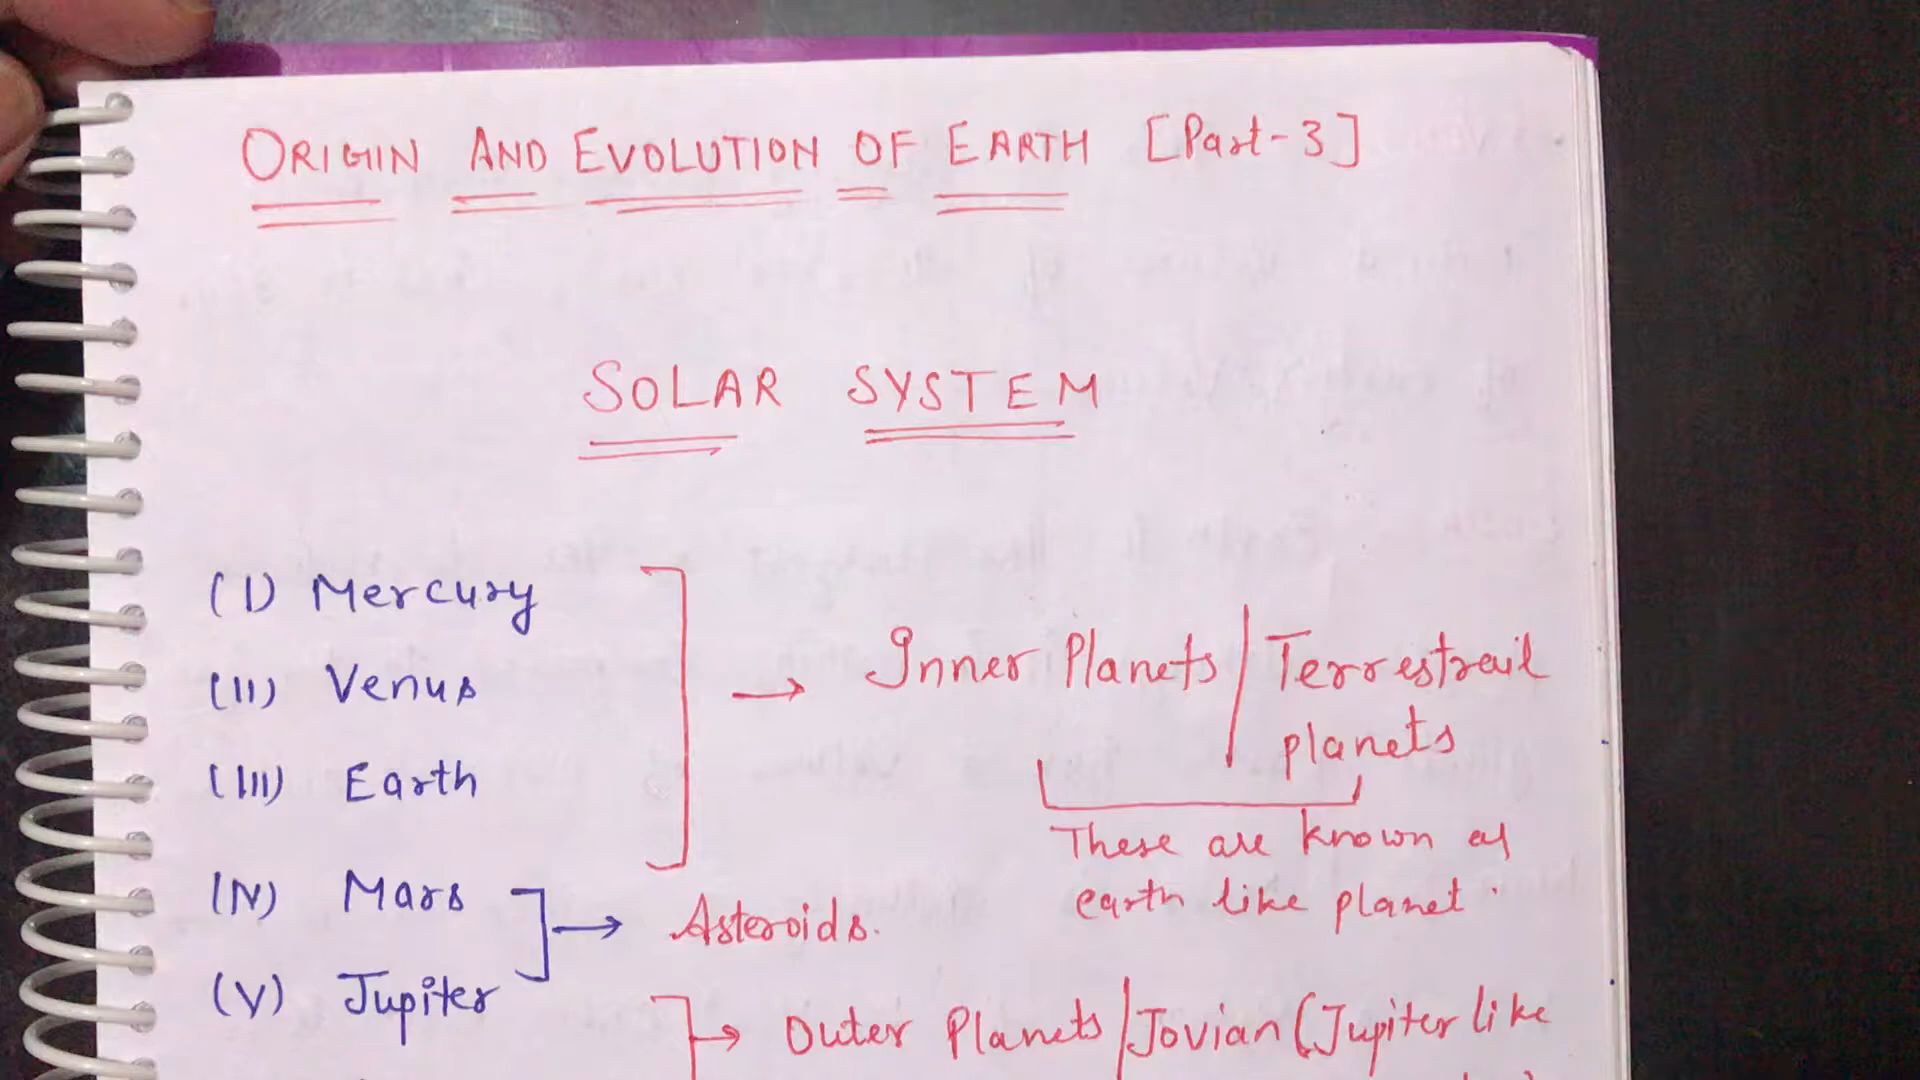 ORIGIN AND EVOLUTION OF EARTH [Part-3]
SOLAR SYSTEM
(I) Mercury
(II) Venus
(III) Earth
(IV) Mars
(V) Jupiter
Inner Planets / Terrestrail
planets
These are known as
earth like planet.
Asteroids.
Outer Planets / Jovian (Jupiter like